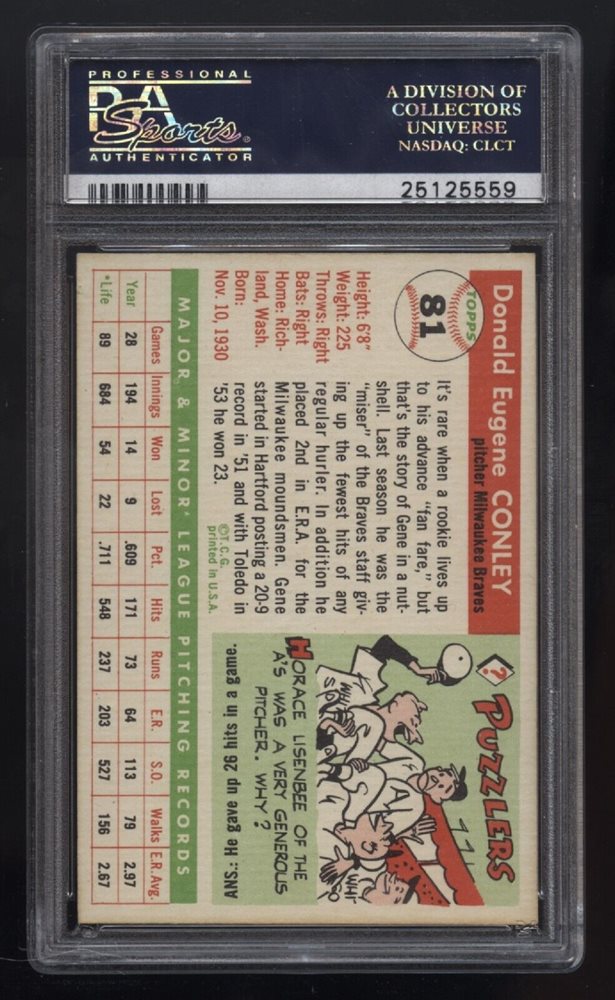 PROFESSIONAL
PSA
Sports
AUTHENTICATOR
A DIVISION OF
COLLECTORS
UNIVERSE
NASDAQ: CLCT
25125559
TOPPS
81
Donald Eugene CONLEY
pitcher Milwaukee Braves
Height: 6'8"
Weight: 225
Throws: Right
Bats: Right
Home: Rich-
land, Wash.
Born:
Nov. 10, 1930
It's rare when a rookie lives up
to his advance "fan fare," but
that's the story of Gene in a nut-
shell. Last season he was the
"miser" of the Braves staff giv-
ing up the fewest hits of any
regular hurler. In addition he
placed 2nd in E.R.A. for the
Milwaukee moundsmen. Gene
started in Hartford posting a 20-9
record in '51 and with Toledo in
'53 he won 23.
©T.C.G.
printed in U.S.A.
? PUZZLERS
HORACE LISENBEE OF THE
A'S WAS A VERY GENEROUS
PITCHER. WHY?
ANS.: He gave up 26 hits in a game.
MAJOR & MINOR* LEAGUE PITCHING RECORDS
Games Innings Won Lost Pct. Hits Runs E.R. S.O. Walks E.R.Avg.
Year 28 194 14 9 .609 171 73 64 113 79 2.97
*Life 89 684 54 22 .711 548 237 203 527 156 2.67